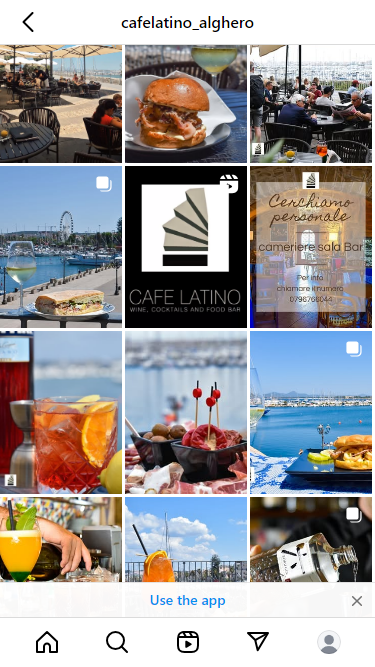 cafelatino_alghero
Cerchiamo
personale
cameriere sala Bar
Per info
chiamare il numero
0796766044
CAFE LATINO
WINE, COCKTAILS AND FOOD BAR
Use the app